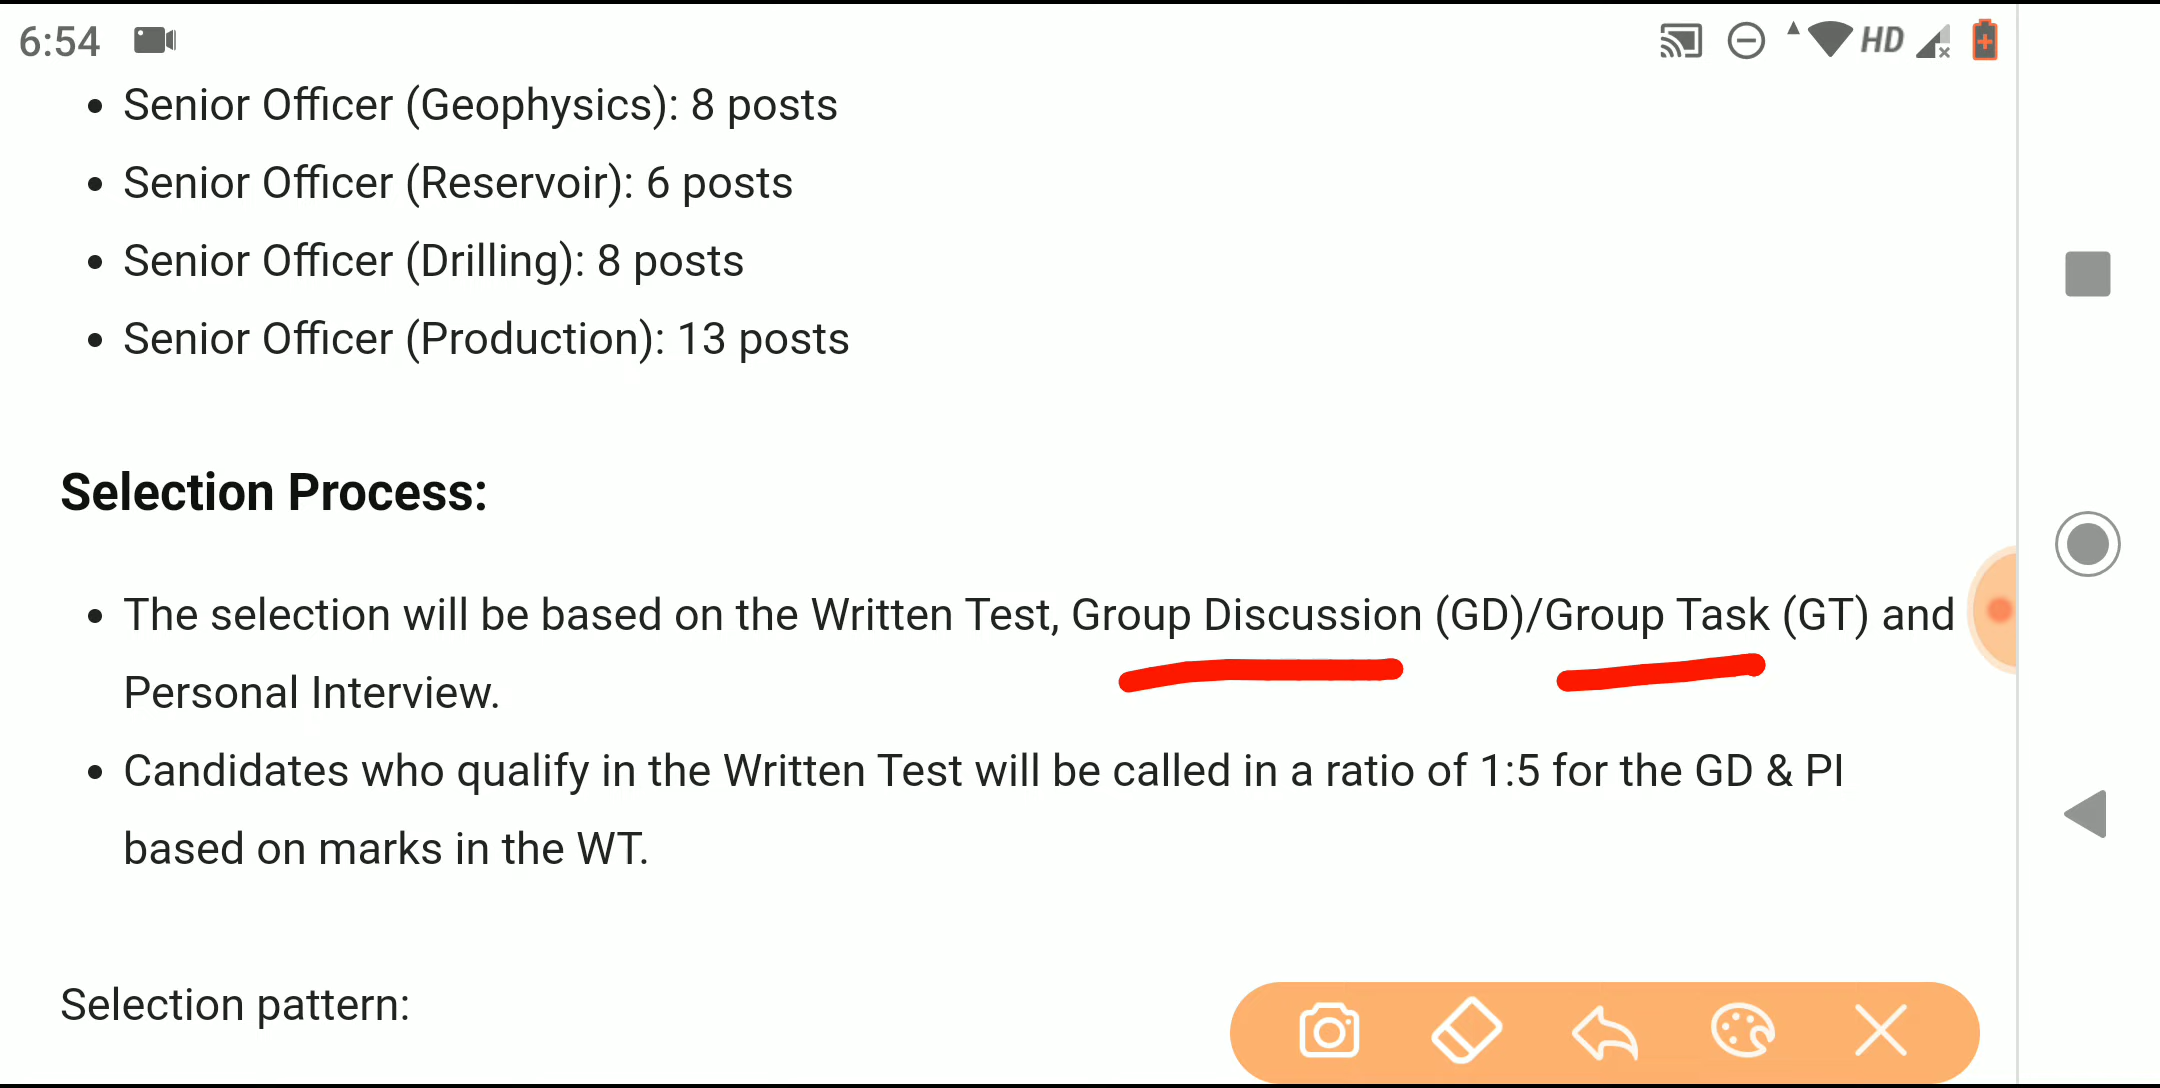 6:54 HD
Senior Officer (Geophysics): 8 posts
Senior Officer (Reservoir): 6 posts
Senior Officer (Drilling): 8 posts
Senior Officer (Production): 13 posts
Selection Process:
The selection will be based on the Written Test, Group Discussion (GD)/Group Task (GT) and
Personal Interview.
Candidates who qualify in the Written Test will be called in a ratio of 1:5 for the GD & PI
based on marks in the WT.
Selection pattern: